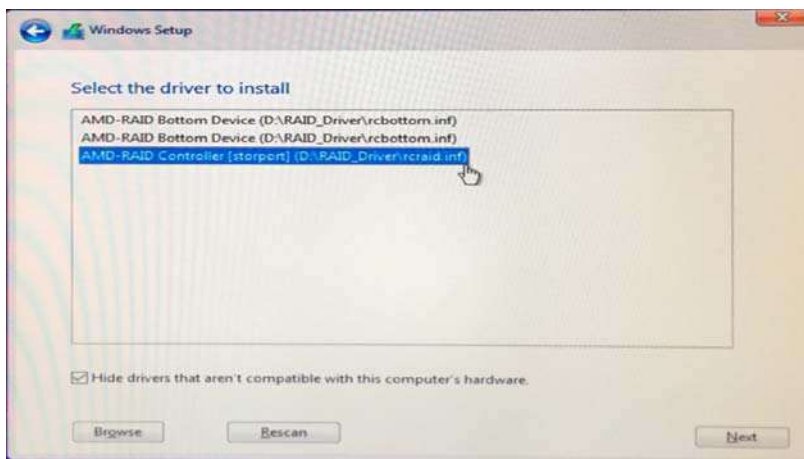 Windows Setup
Select the driver to install
AMD-RAID Bottom Device (D:\RAID_Driver\rcbottom.inf)
AMD-RAID Bottom Device (D:\RAID_Driver\rcbottom.inf)
AMD-RAID Controller [storport] (D:\RAID_Driver\rcraid.inf)
Hide drivers that aren't compatible with this computer's hardware.
Browse
Rescan
Next